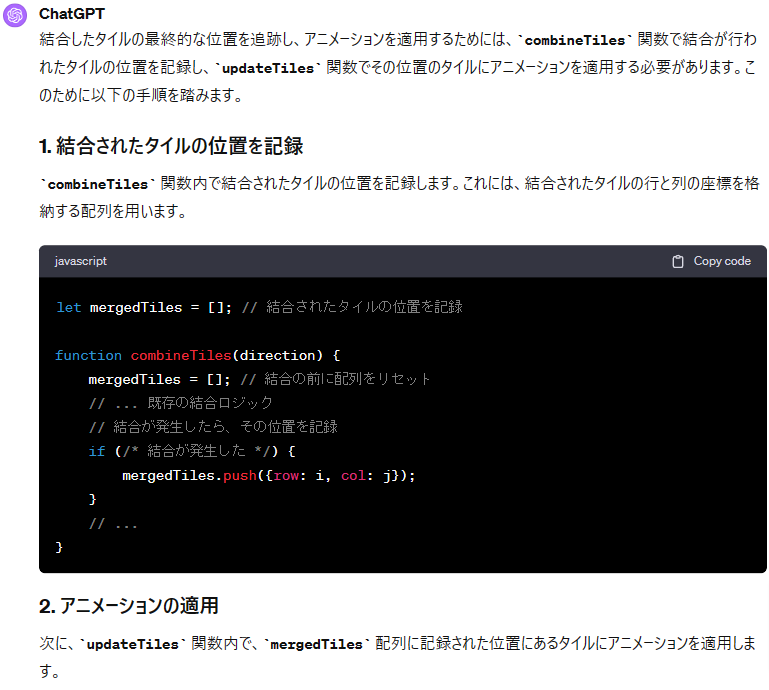 ChatGPT
結合したタイルの最終的な位置を追跡し、アニメーションを適用するためには、`combineTiles` 関数で結合が行わ
れたタイルの位置を記録し、`updateTiles` 関数でその位置のタイルにアニメーションを適用する必要があります。こ
のために以下の手順を踏みます。
1. 結合されたタイルの位置を記録
`combineTiles` 関数内で結合されたタイルの位置を記録します。これには、結合されたタイルの行と列の座標を格
納する配列を用います。
javascript Copy code
let mergedTiles = []; // 結合されたタイルの位置を記録
function combineTiles(direction) {
    mergedTiles = []; // 結合の前に配列をリセット
    // ... 既存の結合ロジック
    // 結合が発生したら、その位置を記録
    if (/* 結合が発生した */) {
        mergedTiles.push({row: i, col: j});
    }
    // ...
}
2. アニメーションの適用
次に、`updateTiles` 関数内で、`mergedTiles` 配列に記録された位置にあるタイルにアニメーションを適用しま
す。